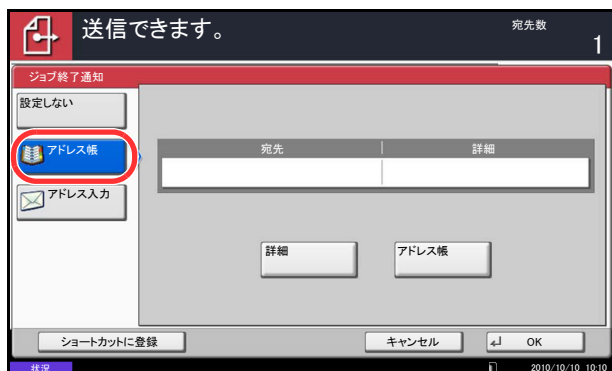 送信できます。
宛先数
1
ジョブ終了通知
設定しない
アドレス帳
アドレス入力
宛先 詳細
詳細 アドレス帳
ショートカットに登録 キャンセル OK
状況 2010/10/10 10:10